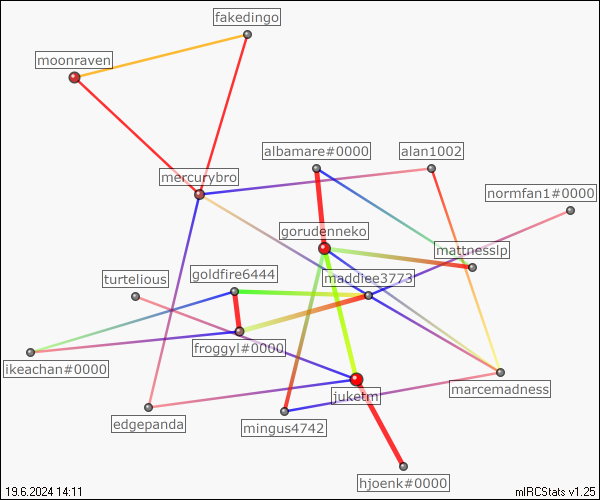 fakedingo
moonraven
albamare#0000
alan1002
mercurybro
normfan1#0000
gorudenneko
mattnesslp
goldfire6444
maddiee3773
turtelious
froggyl#0000
ikeachan#0000
marcemadness
juketm
edgepanda
mingus4742
hjoenk#0000
19.6.2024 14:11
mIRCStats v1.25